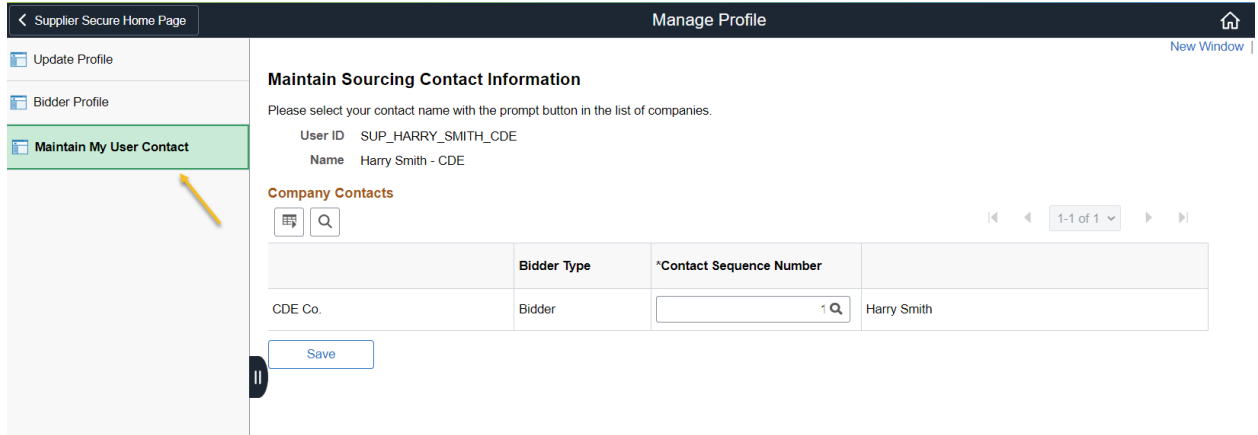 Supplier Secure Home Page
Manage Profile
New Window |
Update Profile
Bidder Profile
Maintain My User Contact
Maintain Sourcing Contact Information
Please select your contact name with the prompt button in the list of companies.
User ID SUP_HARRY_SMITH_CDE
Name Harry Smith - CDE
Company Contacts
1-1 of 1
Bidder Type *Contact Sequence Number
CDE Co. Bidder 1 Harry Smith
Save